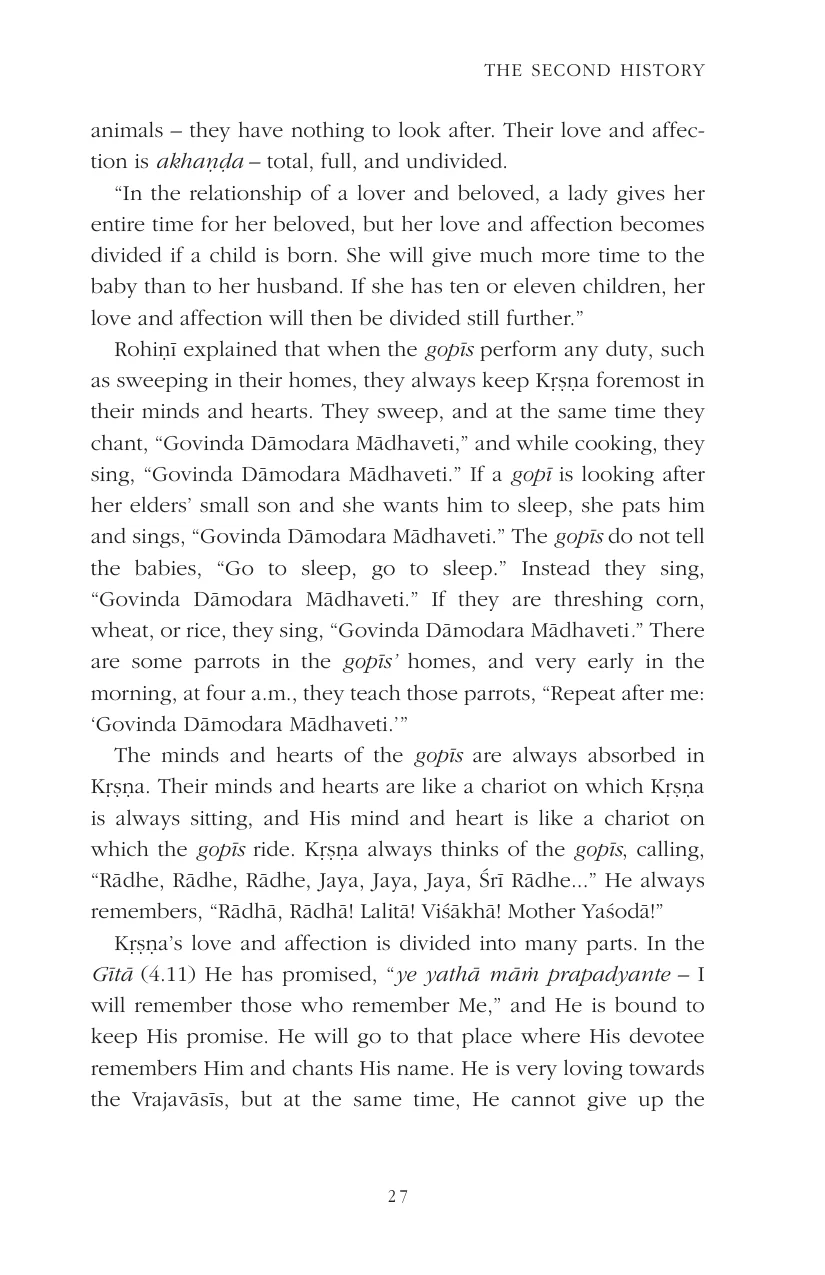 THE SECOND HISTORY
animals – they have nothing to look after. Their love and affec-
tion is akhaṇḍa – total, full, and undivided.
“In the relationship of a lover and beloved, a lady gives her
entire time for her beloved, but her love and affection becomes
divided if a child is born. She will give much more time to the
baby than to her husband. If she has ten or eleven children, her
love and affection will then be divided still further.”
Rohiṇī explained that when the gopīs perform any duty, such
as sweeping in their homes, they always keep Kṛṣṇa foremost in
their minds and hearts. They sweep, and at the same time they
chant, “Govinda Dāmodara Mādhaveti,” and while cooking, they
sing, “Govinda Dāmodara Mādhaveti.” If a gopī is looking after
her elders’ small son and she wants him to sleep, she pats him
and sings, “Govinda Dāmodara Mādhaveti.” The gopīs do not tell
the babies, “Go to sleep, go to sleep.” Instead they sing,
“Govinda Dāmodara Mādhaveti.” If they are threshing corn,
wheat, or rice, they sing, “Govinda Dāmodara Mādhaveti.” There
are some parrots in the gopīs’ homes, and very early in the
morning, at four a.m., they teach those parrots, “Repeat after me:
‘Govinda Dāmodara Mādhaveti.’”
The minds and hearts of the gopīs are always absorbed in
Kṛṣṇa. Their minds and hearts are like a chariot on which Kṛṣṇa
is always sitting, and His mind and heart is like a chariot on
which the gopīs ride. Kṛṣṇa always thinks of the gopīs, calling,
“Rādhe, Rādhe, Rādhe, Jaya, Jaya, Jaya, Śrī Rādhe...” He always
remembers, “Rādhā, Rādhā! Lalitā! Viśākhā! Mother Yaśodā!”
Kṛṣṇa’s love and affection is divided into many parts. In the
Gītā (4.11) He has promised, “ye yathā māṁ prapadyante – I
will remember those who remember Me,” and He is bound to
keep His promise. He will go to that place where His devotee
remembers Him and chants His name. He is very loving towards
the Vrajavāsīs, but at the same time, He cannot give up the
27